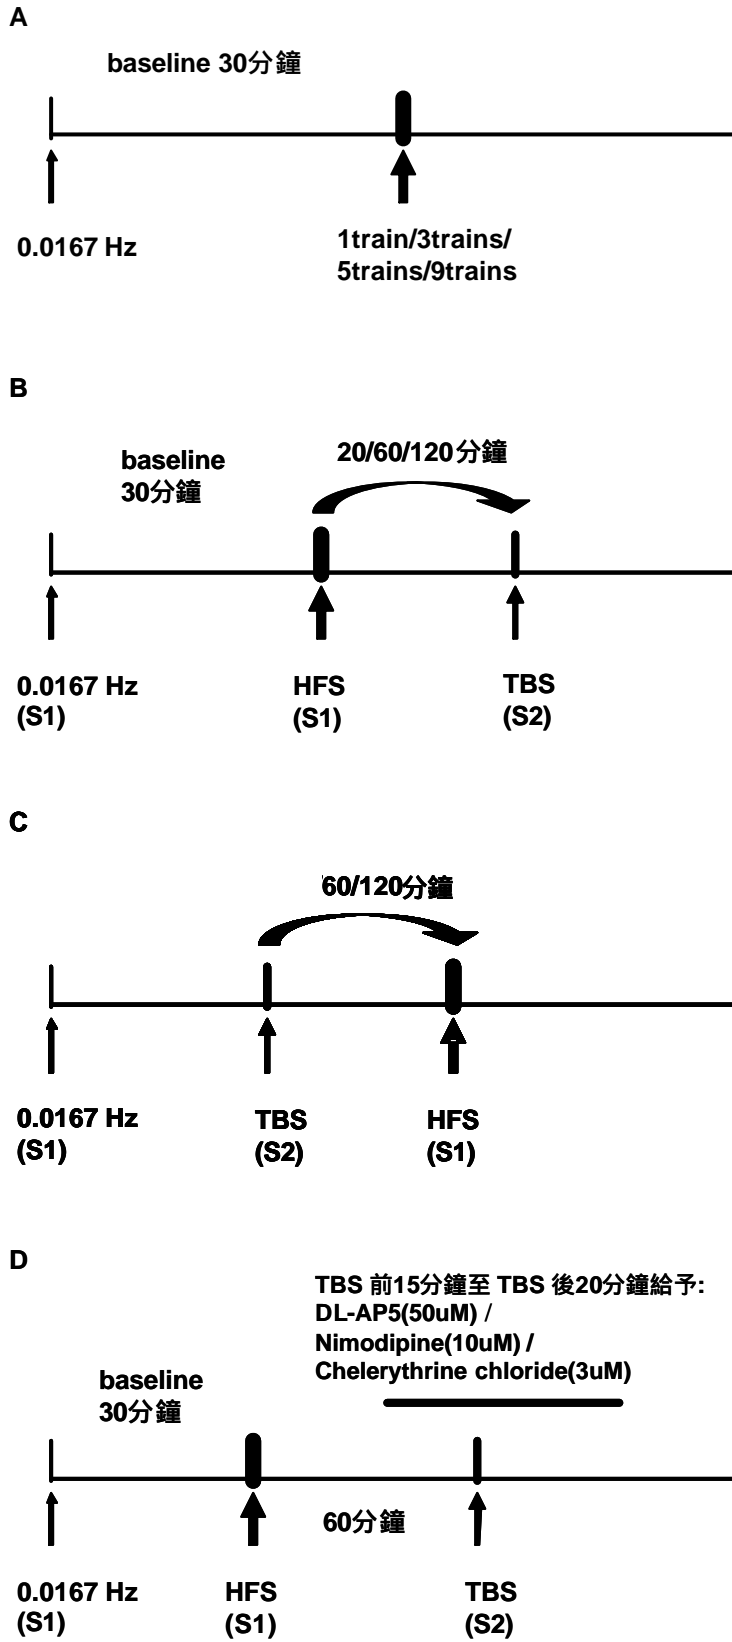 A
baseline 30分鐘
0.0167 Hz
1train/3trains/
5trains/9trains
B
baseline
30分鐘
20/60/120分鐘
0.0167 Hz
(S1)
HFS
(S1)
TBS
(S2)
C
60/120分鐘
0.0167 Hz
(S1)
TBS
(S2)
HFS
(S1)
D
TBS 前15分鐘至 TBS 後20分鐘給予:
DL-AP5(50uM) /
Nimodipine(10uM) /
Chelerythrine chloride(3uM)
baseline
30分鐘
60分鐘
0.0167 Hz
(S1)
HFS
(S1)
TBS
(S2)